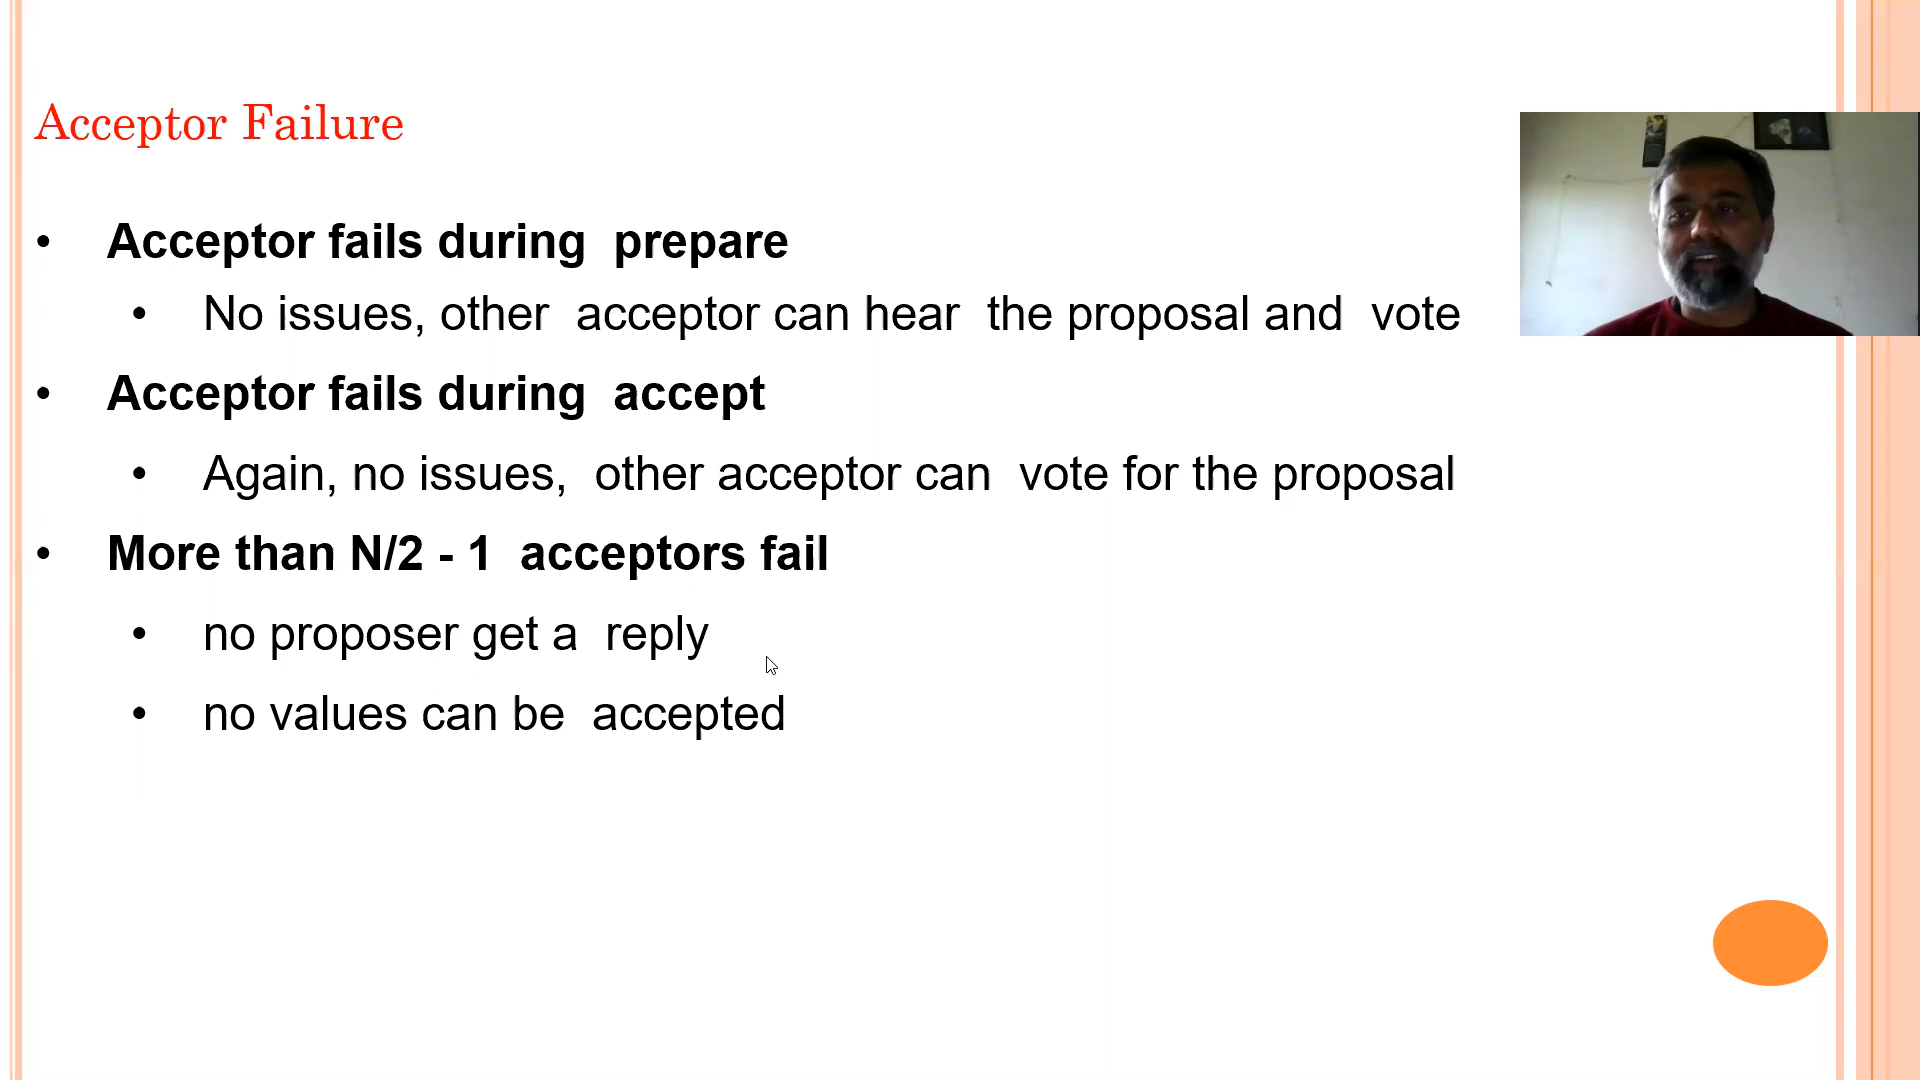 Acceptor Failure
• Acceptor fails during prepare
• No issues, other acceptor can hear the proposal and vote
• Acceptor fails during accept
• Again, no issues, other acceptor can vote for the proposal
• More than N/2 - 1 acceptors fail
• no proposer get a reply
• no values can be accepted